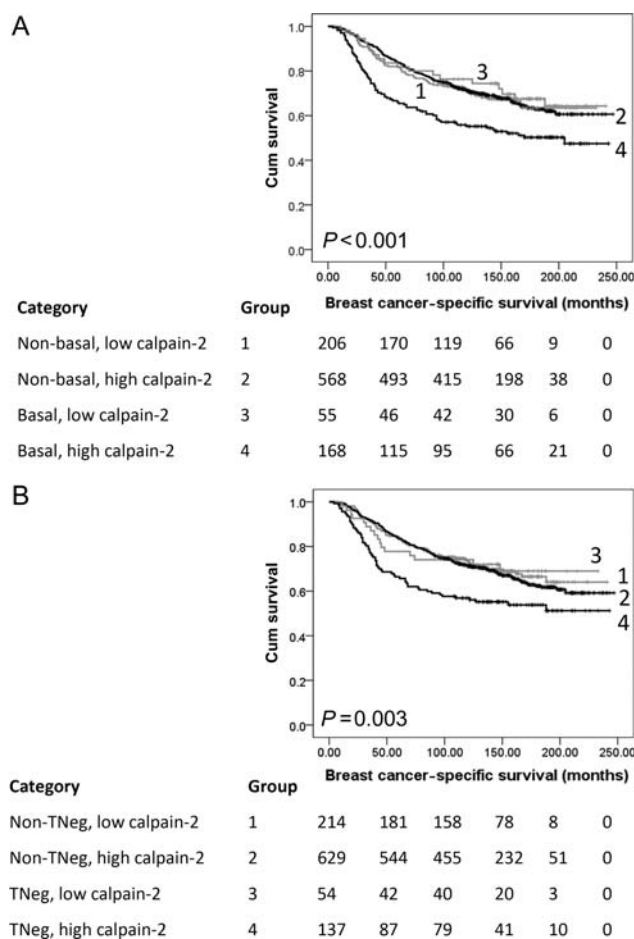 A
Cum survival
1.0
0.8
0.6
0.4
0.2
0.0
1
3
2
4
P<0.001
0.00 50.00 100.00 150.00 200.00 250.00
Breast cancer-specific survival (months)
Category Group
Non-basal, low calpain-2 1 206 170 119 66 9 0
Non-basal, high calpain-2 2 568 493 415 198 38 0
Basal, low calpain-2 3 55 46 42 30 6 0
Basal, high calpain-2 4 168 115 95 66 21 0
B
Cum survival
1.0
0.8
0.6
0.4
0.2
0.0
3
1
2
4
P=0.003
0.00 50.00 100.00 150.00 200.00 250.00
Breast cancer-specific survival (months)
Category Group
Non-TNeg, low calpain-2 1 214 181 158 78 8 0
Non-TNeg, high calpain-2 2 629 544 455 232 51 0
TNeg, low calpain-2 3 54 42 40 20 3 0
TNeg, high calpain-2 4 137 87 79 41 10 0